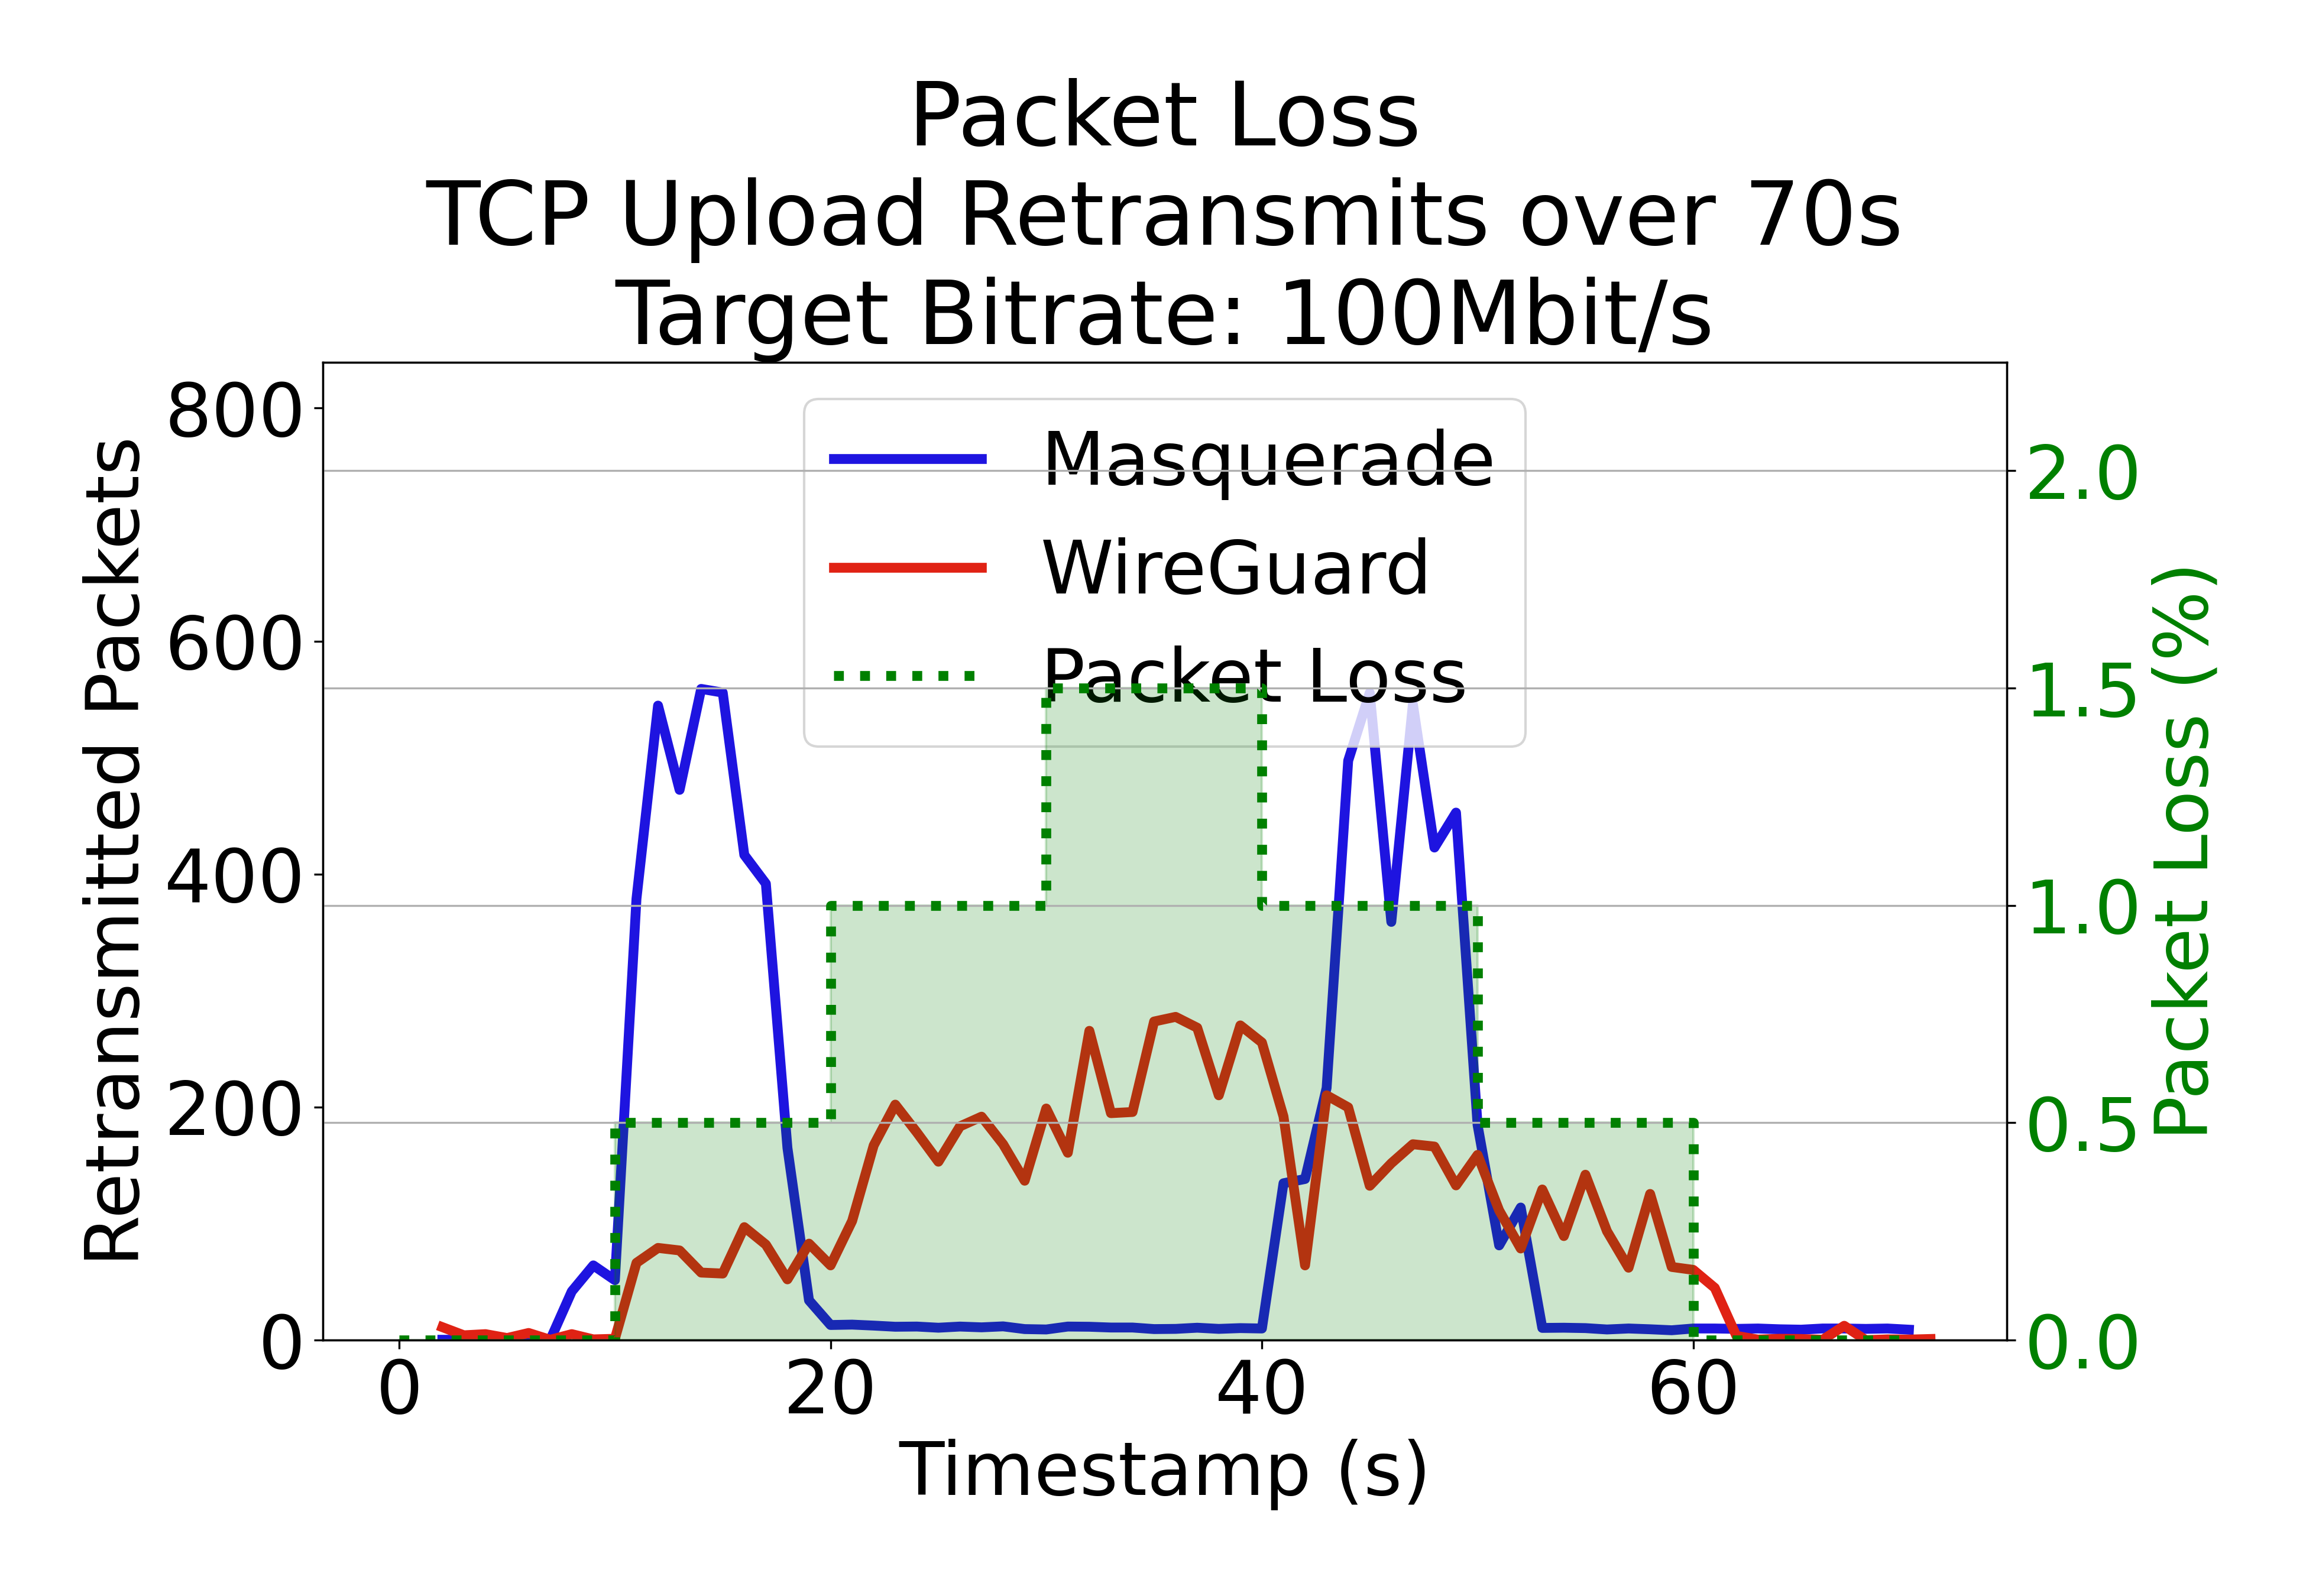 Packet Loss
TCP Upload Retransmits over 70s
Target Bitrate: 100Mbit/s
Retransmitted Packets
800
600
400
200
0
Masquerade
WireGuard
Packet Loss
2.0
1.5
1.0
0.5
0.0
Packet Loss (%)
0 20 40 60
Timestamp (s)